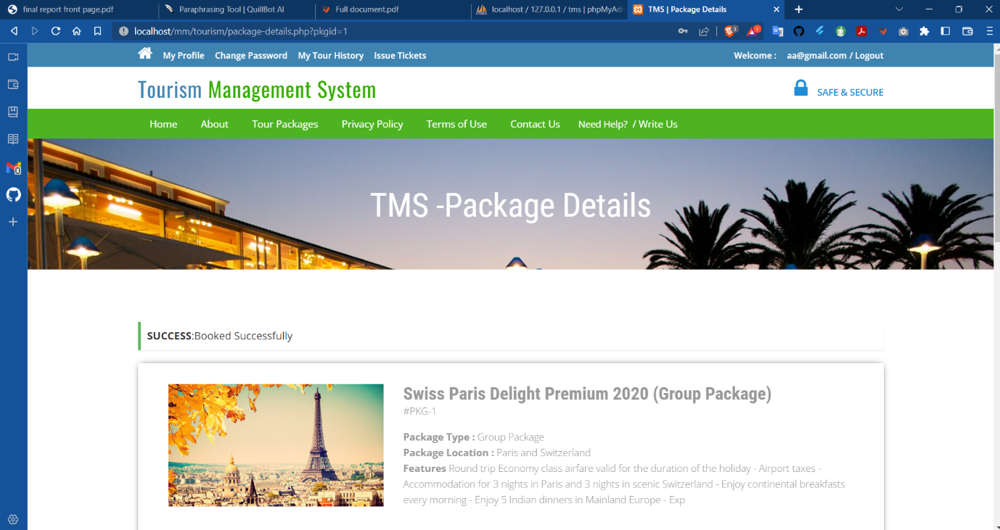 final report front page.pdf
Paraphrasing Tool | QuillBot AI
Full document.pdf
localhost / 127.0.0.1 / tms | phpMyAdm
TMS | Package Details
localhost/mm/tourism/package-details.php?pkgid=1
3
1
My Profile Change Password My Tour History Issue Tickets
Welcome : aa@gmail.com / Logout
Tourism Management System
SAFE & SECURE
Home About Tour Packages Privacy Policy Terms of Use Contact Us Need Help? / Write Us
TMS -Package Details
SUCCESS:Booked Successfully
Swiss Paris Delight Premium 2020 (Group Package)
#PKG-1
Package Type : Group Package
Package Location : Paris and Switzerland
Features Round trip Economy class airfare valid for the duration of the holiday - Airport taxes -
Accommodation for 3 nights in Paris and 3 nights in scenic Switzerland - Enjoy continental breakfasts
every morning - Enjoy 5 Indian dinners in Mainland Europe - Exp